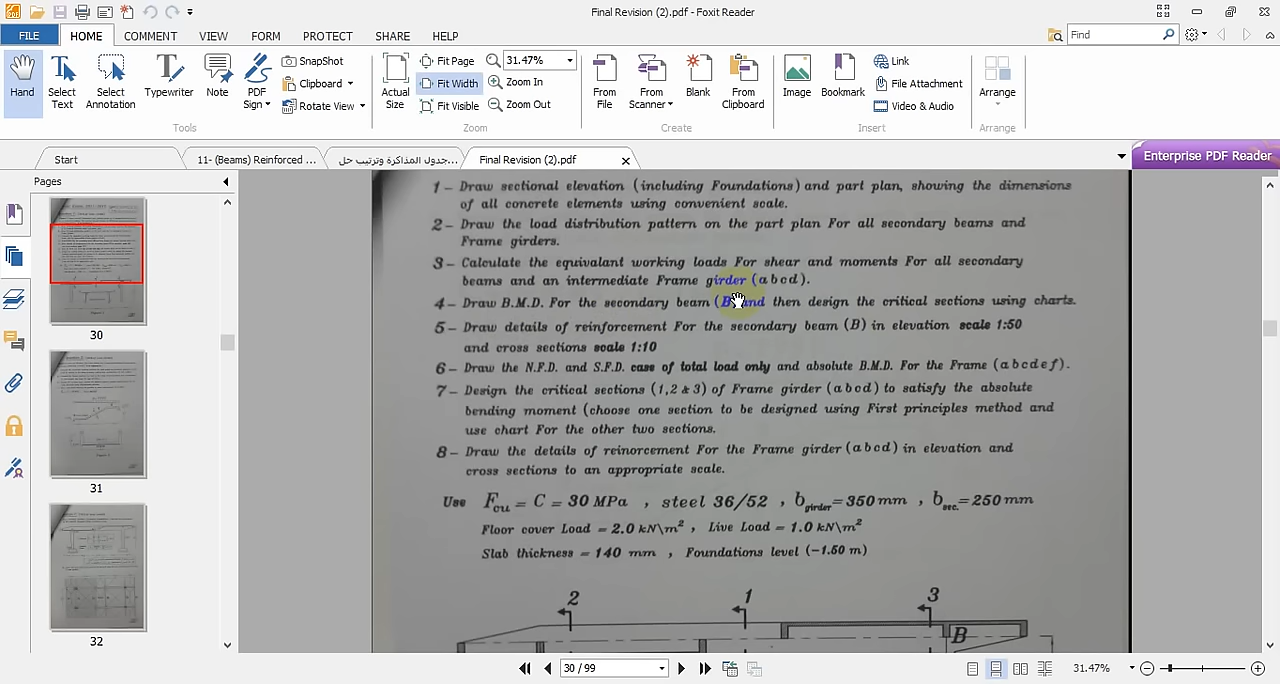 Final Revision (2).pdf - Foxit Reader
FILE HOME COMMENT VIEW FORM PROTECT SHARE HELP
Find
Hand
Select Text
Select Annotation
Typewriter
Note
PDF Sign
SnapShot
Clipboard
Rotate View
Tools
Actual Size
Fit Page
Fit Width
Fit Visible
31.47%
Zoom In
Zoom Out
Zoom
From File
From Scanner
Blank
From Clipboard
Create
Image
Bookmark
Link
File Attachment
Video & Audio
Insert
Arrange
Arrange
Start
11- (Beams) Reinforced ...
جدول المذاكرة وترتيب حل...
Final Revision (2).pdf
Enterprise PDF Reader
Pages
30
31
32
1- Draw sectional elevation (including Foundations) and part plan, showing the dimensions
of all concrete elements using convenient scale.
2- Draw the load distribution pattern on the part plan For all secondary beams and
Frame girders.
3- Calculate the equivalant working loads For shear and moments For all secondary
beams and an intermediate Frame girder (abcd).
4- Draw B.M.D. For the secondary beam (B) and then design the critical sections using charts.
5- Draw details of reinforcement For the secondary beam (B) in elevation scale 1:50
and cross sections scale 1:10
6- Draw the N.F.D. and S.F.D. case of total load only and absolute B.M.D. For the Frame (abcdef).
7- Design the critical sections (1,2 & 3) of Frame girder (abcd) to satisfy the absolute
bending moment (choose one section to be designed using First principles method and
use chart For the other two sections.
8- Draw the details of reinorcement For the Frame girder (abcd) in elevation and
cross sections to an appropriate scale.
Use Fcu = C = 30 MPa , steel 36/52 , bgirder = 350 mm , bsec. = 250 mm
Floor cover Load = 2.0 kN\m² , Live Load = 1.0 kN\m²
Slab thickness = 140 mm , Foundations level (-1.50 m)
2 1 3
B
30 / 99
31.47%